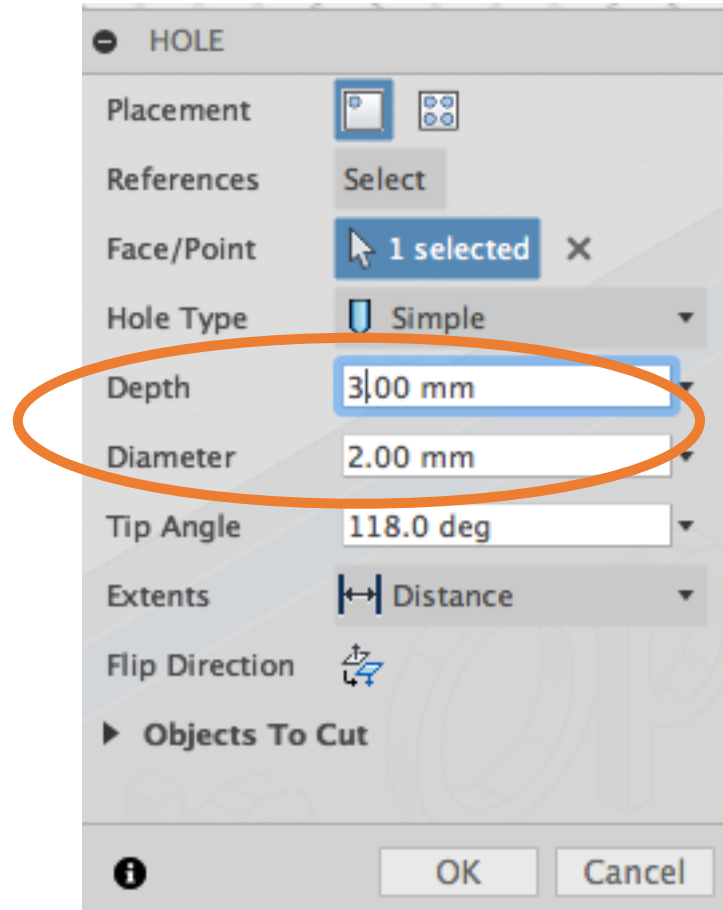 HOLE
Placement
References Select
Face/Point 1 selected
Hole Type Simple
Depth 3.00 mm
Diameter 2.00 mm
Tip Angle 118.0 deg
Extents Distance
Flip Direction
Objects To Cut
OK Cancel